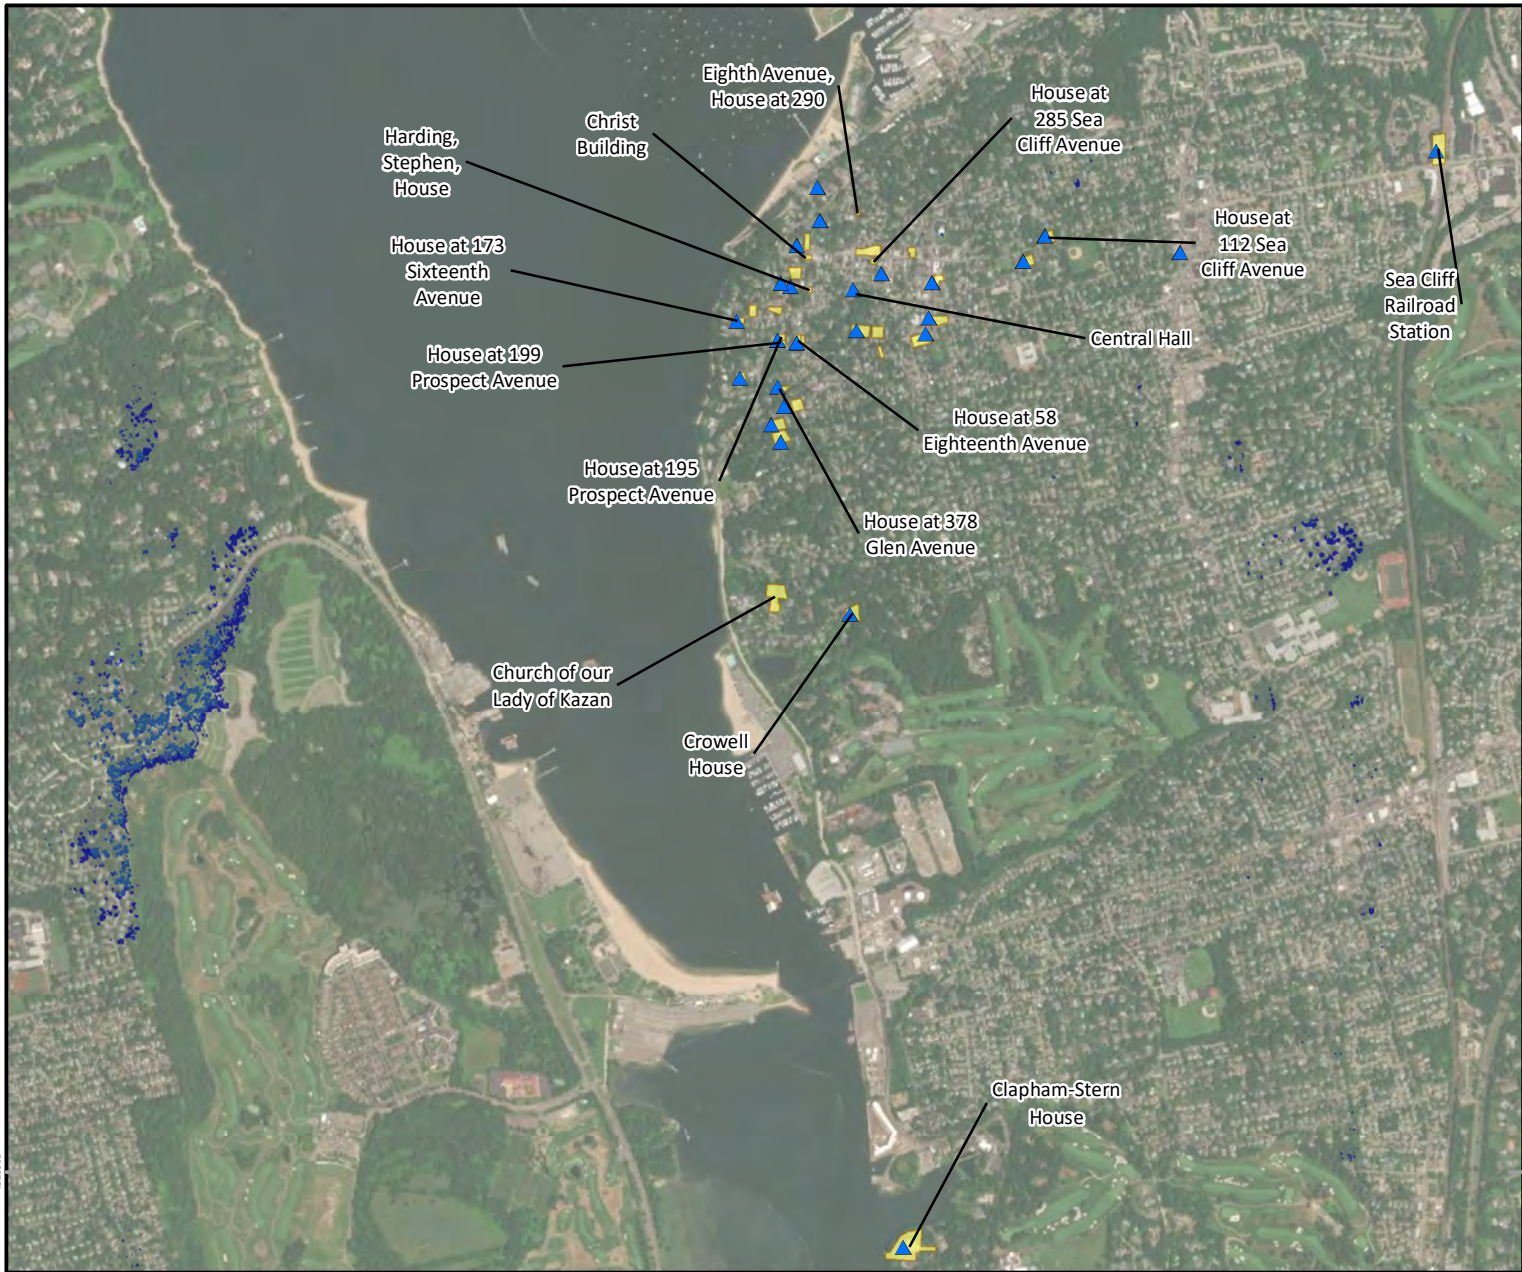 Eighth Avenue,
House at 290
House at
285 Sea
Cliff Avenue
Christ
Building
Harding,
Stephen,
House
House at 173
Sixteenth
Avenue
House at
112 Sea
Cliff Avenue
Sea Cliff
Railroad
Station
Central Hall
House at 199
Prospect Avenue
House at 58
Eighteenth Avenue
House at 195
Prospect Avenue
House at 378
Glen Avenue
Church of our
Lady of Kazan
Crowell
House
Clapham-Stern
House